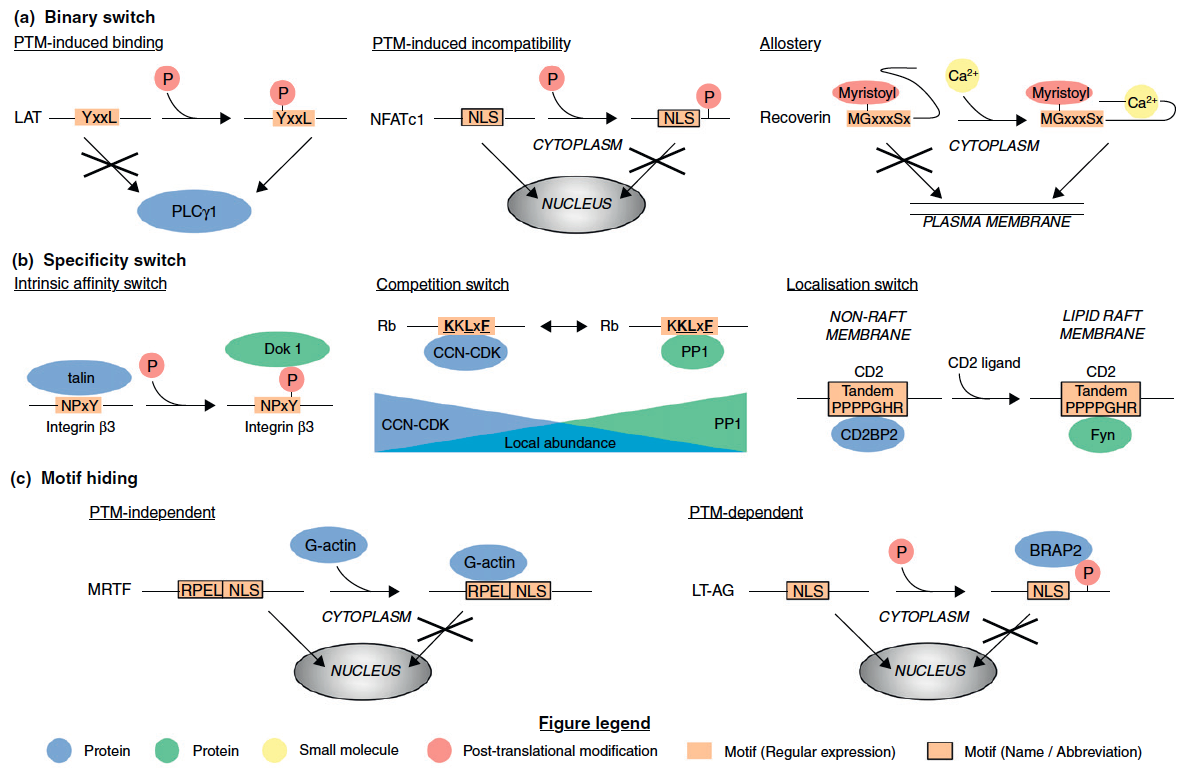 (a) Binary switch
PTM-induced binding
PTM-induced incompatibility
Allostery
LAT
YxxL
P
P
YxxL
PLCγ1
NFATc1
NLS
P
P
NLS
CYTOPLASM
NUCLEUS
Recoverin
Myristoyl
MGxxxSx
Ca2+
Myristoyl
MGxxxSx
Ca2+
CYTOPLASM
PLASMA MEMBRANE
(b) Specificity switch
Intrinsic affinity switch
Competition switch
Localisation switch
talin
NPxY
Integrin β3
P
Dok 1
P
NPxY
Integrin β3
Rb
KKLxF
CCN-CDK
Rb
KKLxF
PP1
CCN-CDK
PP1
Local abundance
NON-RAFT
MEMBRANE
CD2
Tandem
PPPPGHR
CD2BP2
CD2 ligand
LIPID RAFT
MEMBRANE
CD2
Tandem
PPPPGHR
Fyn
(c) Motif hiding
PTM-independent
PTM-dependent
MRTF
RPEL NLS
G-actin
G-actin
RPEL NLS
CYTOPLASM
NUCLEUS
LT-AG
NLS
P
BRAP2
P
NLS
CYTOPLASM
NUCLEUS
Figure legend
Protein
Protein
Small molecule
Post-translational modification
Motif (Regular expression)
Motif (Name / Abbreviation)